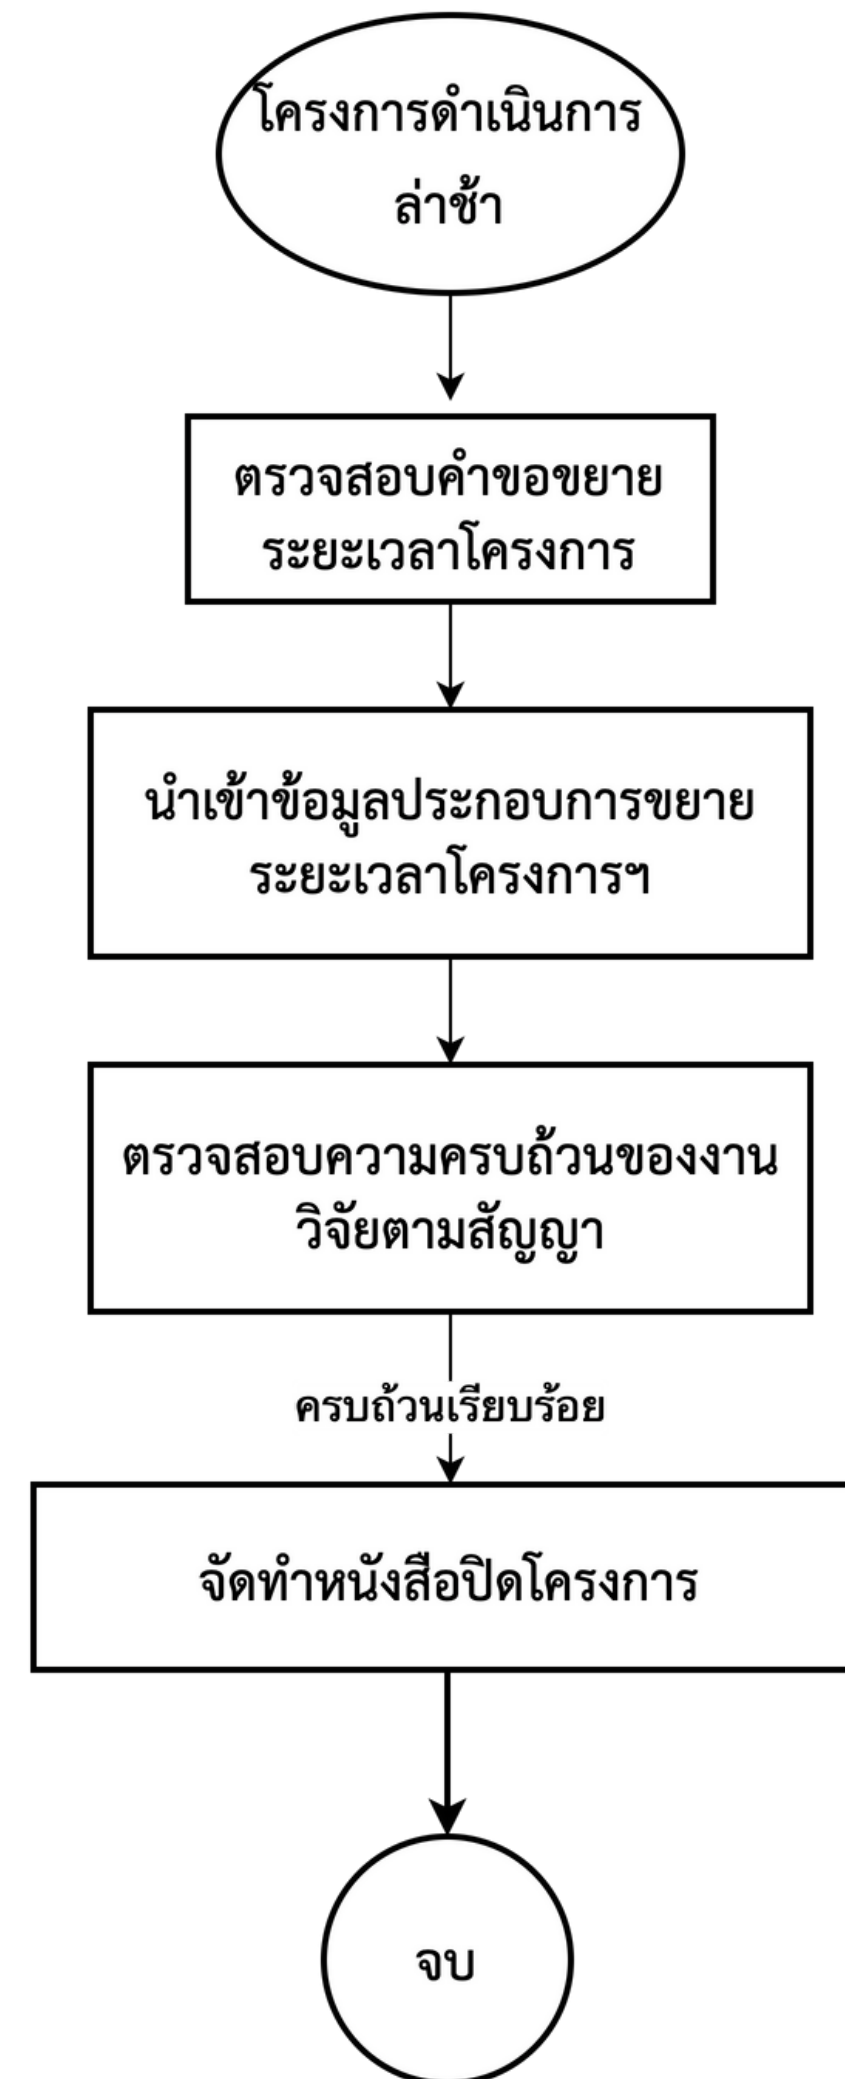 โครงการดำเนินการ
ล่าช้า
ตรวจสอบคำขอขยาย
ระยะเวลาโครงการ
นำเข้าข้อมูลประกอบการขยาย
ระยะเวลาโครงการฯ
ตรวจสอบความครบถ้วนของงาน
วิจัยตามสัญญา
ครบถ้วนเรียบร้อย
จัดทำหนังสือปิดโครงการ
จบ